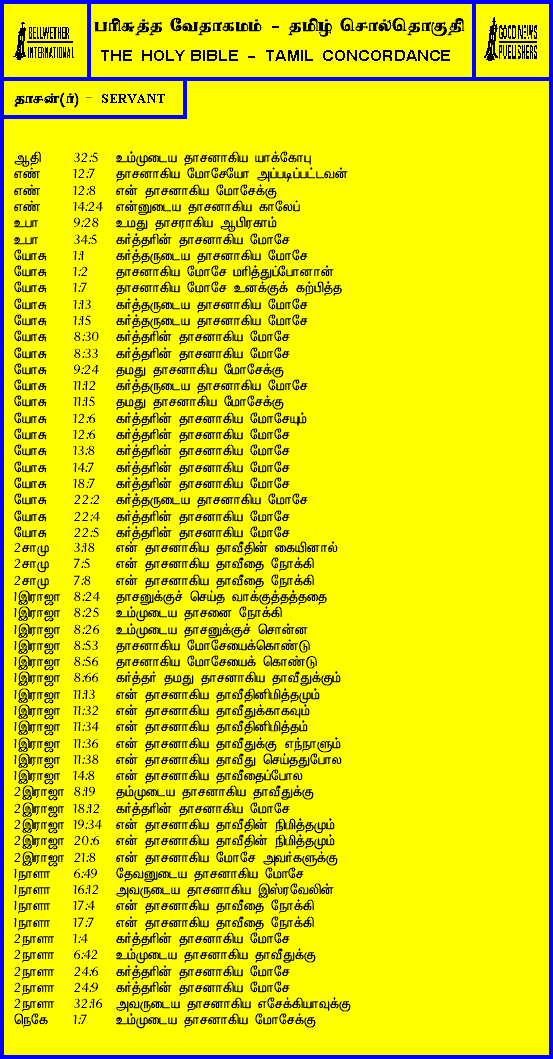 BELLWETHER
INTERNATIONAL
பரிசுத்த வேதாகமம் - தமிழ் சொல்தொகுதி
THE HOLY BIBLE - TAMIL CONCORDANCE
GOOD NEWS
PUBLISHERS
தாசன்(ர்) - SERVANT
ஆதி 32:5 உம்முடைய தாசனாகிய யாக்கோபு
எண் 12:7 தாசனாகிய மோசேயோ அப்படிப்பட்டவன்
எண் 12:8 என் தாசனாகிய மோசேக்கு
எண் 14:24 என்னுடைய தாசனாகிய காலேப்
உபா 9:28 உமது தாசராகிய ஆபிரகாம்
உபா 34:5 கர்த்தரின் தாசனாகிய மோசே
யோசு 1:1 கர்த்தருடைய தாசனாகிய மோசே
யோசு 1:2 தாசனாகிய மோசே மரித்துப்போனான்
யோசு 1:7 தாசனாகிய மோசே உனக்குக் கற்பித்த
யோசு 1:13 கர்த்தருடைய தாசனாகிய மோசே
யோசு 1:15 கர்த்தருடைய தாசனாகிய மோசே
யோசு 8:30 கர்த்தரின் தாசனாகிய மோசே
யோசு 8:33 கர்த்தரின் தாசனாகிய மோசே
யோசு 9:24 தமது தாசனாகிய மோசேக்கு
யோசு 11:12 கர்த்தருடைய தாசனாகிய மோசே
யோசு 11:15 தமது தாசனாகிய மோசேக்கு
யோசு 12:6 கர்த்தரின் தாசனாகிய மோசேயும்
யோசு 12:6 கர்த்தரின் தாசனாகிய மோசே
யோசு 13:8 கர்த்தரின் தாசனாகிய மோசே
யோசு 14:7 கர்த்தரின் தாசனாகிய மோசே
யோசு 18:7 கர்த்தரின் தாசனாகிய மோசே
யோசு 22:2 கர்த்தருடைய தாசனாகிய மோசே
யோசு 22:4 கர்த்தரின் தாசனாகிய மோசே
யோசு 22:5 கர்த்தரின் தாசனாகிய மோசே
2சாமு 3:18 என் தாசனாகிய தாவீதின் கையினால்
2சாமு 7:5 என் தாசனாகிய தாவீதை நோக்கி
2சாமு 7:8 என் தாசனாகிய தாவீதை நோக்கி
1இராஜா 8:24 தாசனுக்குச் செய்த வாக்குத்தத்ததை
1இராஜா 8:25 உம்முடைய தாசனை நோக்கி
1இராஜா 8:26 உம்முடைய தாசனுக்குச் சொன்ன
1இராஜா 8:53 தாசனாகிய மோசேயைக்கொண்டு
1இராஜா 8:56 தாசனாகிய மோசேயைக் கொண்டு
1இராஜா 8:66 கர்த்தர் தமது தாசனாகிய தாவீதுக்கும்
1இராஜா 11:13 என் தாசனாகிய தாவீதினிமித்தமும்
1இராஜா 11:32 என் தாசனாகிய தாவீதுக்காகவும்
1இராஜா 11:34 என் தாசனாகிய தாவீதினிமித்தம்
1இராஜா 11:36 என் தாசனாகிய தாவீதுக்கு எந்நாளும்
1இராஜா 11:38 என் தாசனாகிய தாவீது செய்ததுபோல
1இராஜா 14:8 என் தாசனாகிய தாவீதைப்போல
2இராஜா 8:19 தம்முடைய தாசனாகிய தாவீதுக்கு
2இராஜா 18:12 கர்த்தரின் தாசனாகிய மோசே
2இராஜா 19:34 என் தாசனாகிய தாவீதின் நிமித்தமும்
2இராஜா 20:6 என் தாசனாகிய தாவீதின் நிமித்தமும்
2இராஜா 21:8 என் தாசனாகிய மோசே அவர்களுக்கு
1நாளா 6:49 தேவனுடைய தாசனாகிய மோசே
1நாளா 16:12 அவருடைய தாசனாகிய இஸ்ரவேலின்
1நாளா 17:4 என் தாசனாகிய தாவீதை நோக்கி
1நாளா 17:7 என் தாசனாகிய தாவீதை நோக்கி
2நாளா 1:4 கர்த்தரின் தாசனாகிய மோசே
2நாளா 6:42 உம்முடைய தாசனாகிய தாவீதுக்கு
2நாளா 24:6 கர்த்தரின் தாசனாகிய மோசே
2நாளா 24:9 கர்த்தரின் தாசனாகிய மோசே
2நாளா 32:16 அவருடைய தாசனாகிய எசேக்கியாவுக்கு
நெகே 1:7 உம்முடைய தாசனாகிய மோசேக்கு